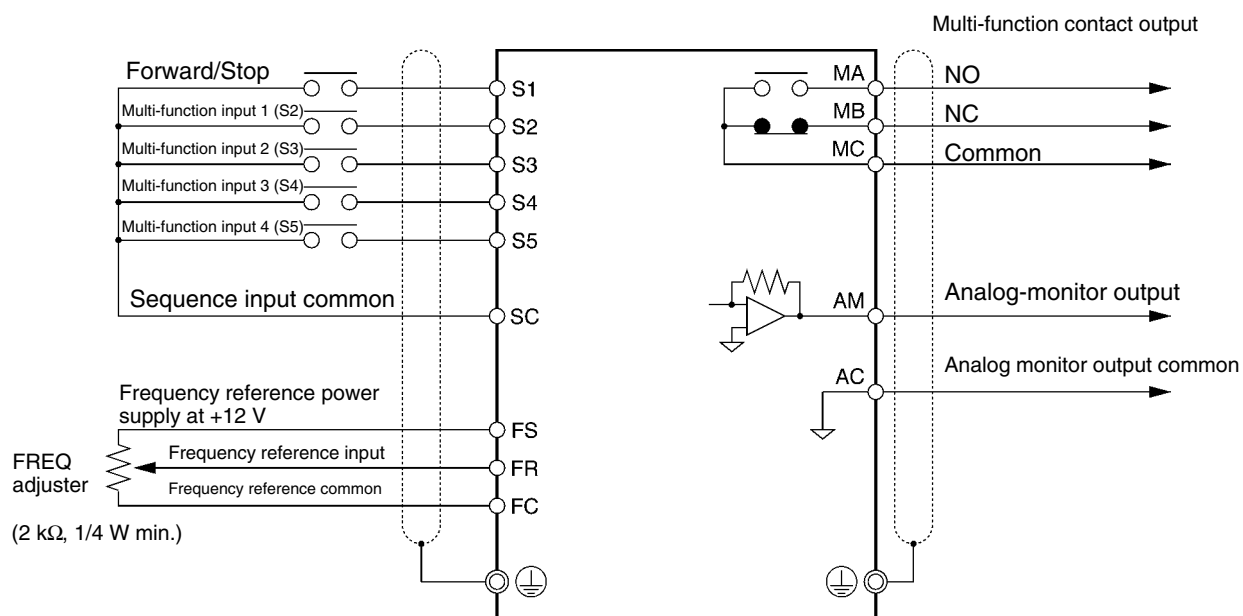 Multi-function contact output
Forward/Stop
S1
Multi-function input 1 (S2)
S2
Multi-function input 2 (S3)
S3
Multi-function input 3 (S4)
S4
Multi-function input 4 (S5)
S5
Sequence input common
SC
Frequency reference power
supply at +12 V
FS
FREQ
adjuster
Frequency reference input
FR
Frequency reference common
FC
(2 kΩ, 1/4 W min.)
MA
NO
MB
NC
MC
Common
AM
Analog-monitor output
AC
Analog monitor output common